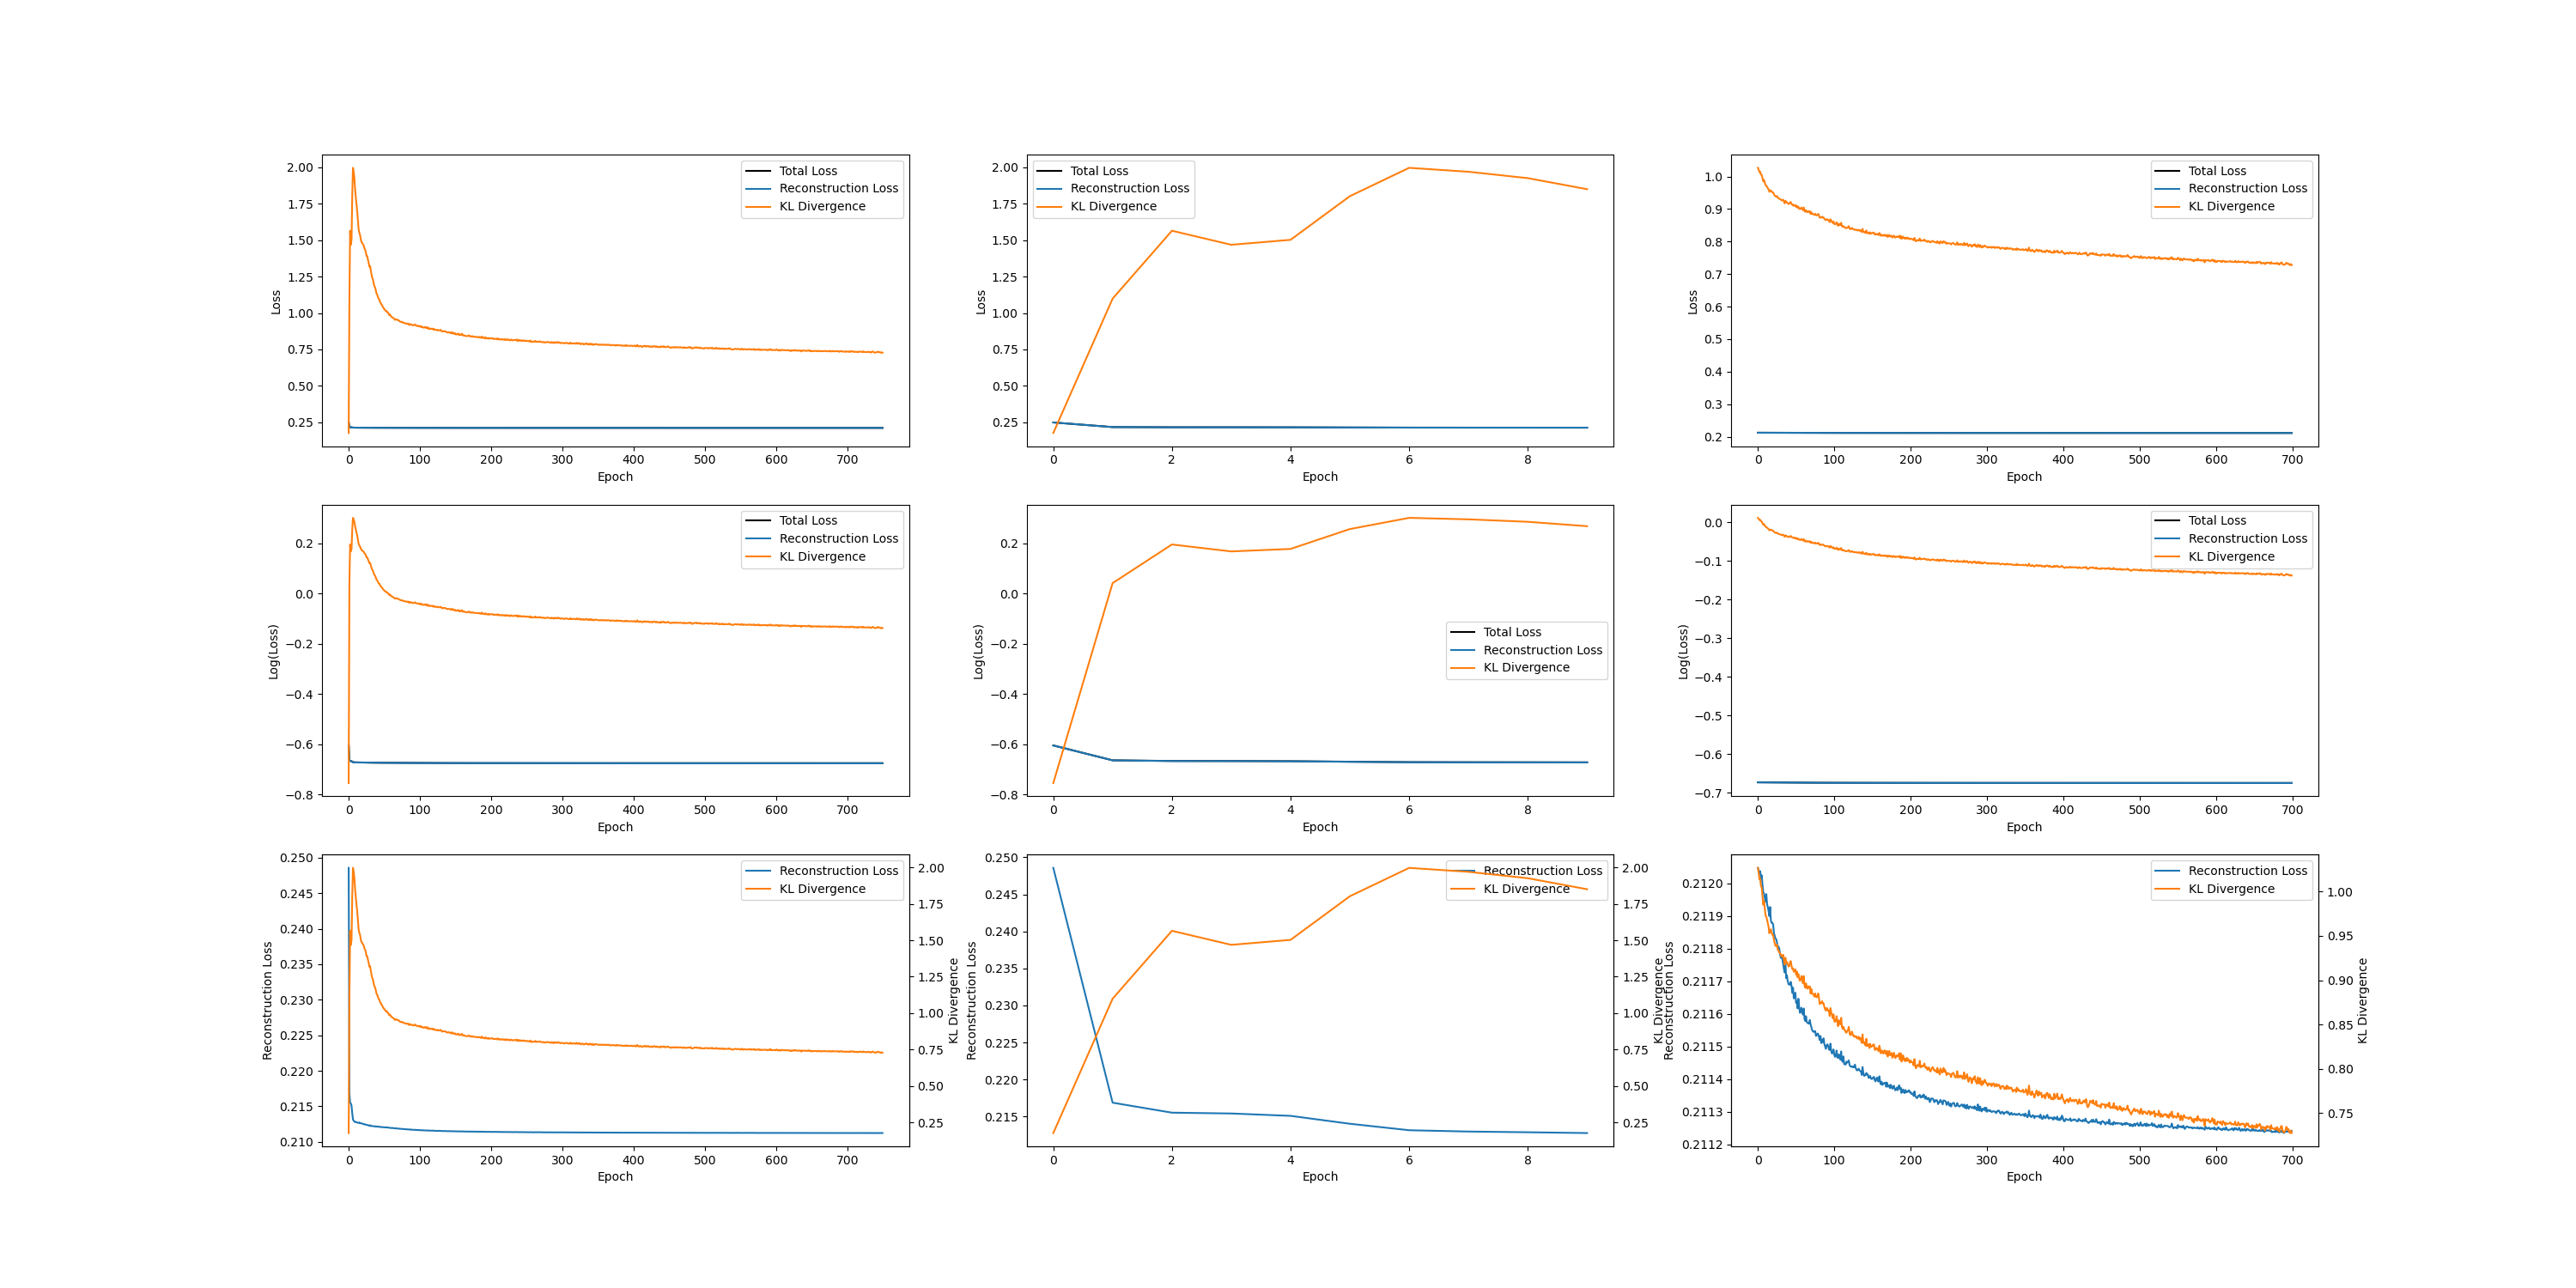 2.00
1.75
1.50
1.25
1.00
0.75
0.50
0.25
Loss
0 100 200 300 400 500 600 700
Epoch
Total Loss
Reconstruction Loss
KL Divergence
2.00
1.75
1.50
1.25
1.00
0.75
0.50
0.25
Loss
0 2 4 6 8
Epoch
Total Loss
Reconstruction Loss
KL Divergence
1.0
0.9
0.8
0.7
0.6
0.5
0.4
0.3
0.2
Loss
0 100 200 300 400 500 600 700
Epoch
Total Loss
Reconstruction Loss
KL Divergence
0.2
0.0
−0.2
−0.4
−0.6
−0.8
Log(Loss)
0 100 200 300 400 500 600 700
Epoch
Total Loss
Reconstruction Loss
KL Divergence
0.2
0.0
−0.2
−0.4
−0.6
−0.8
Log(Loss)
0 2 4 6 8
Epoch
Total Loss
Reconstruction Loss
KL Divergence
0.0
−0.1
−0.2
−0.3
−0.4
−0.5
−0.6
−0.7
Log(Loss)
0 100 200 300 400 500 600 700
Epoch
Total Loss
Reconstruction Loss
KL Divergence
0.250
0.245
0.240
0.235
0.230
0.225
0.220
0.215
0.210
Reconstruction Loss
0 100 200 300 400 500 600 700
Epoch
Reconstruction Loss
KL Divergence
2.00
1.75
1.50
1.25
1.00
0.75
0.50
0.25
KL Divergence
0.250
0.245
0.240
0.235
0.230
0.225
0.220
0.215
Reconstruction Loss
0 2 4 6 8
Epoch
Reconstruction Loss
KL Divergence
2.00
1.75
1.50
1.25
1.00
0.75
0.50
0.25
KL Divergence
0.2120
0.2119
0.2118
0.2117
0.2116
0.2115
0.2114
0.2113
0.2112
Reconstruction Loss
0 100 200 300 400 500 600 700
Epoch
Reconstruction Loss
KL Divergence
1.00
0.95
0.90
0.85
0.80
0.75
KL Divergence